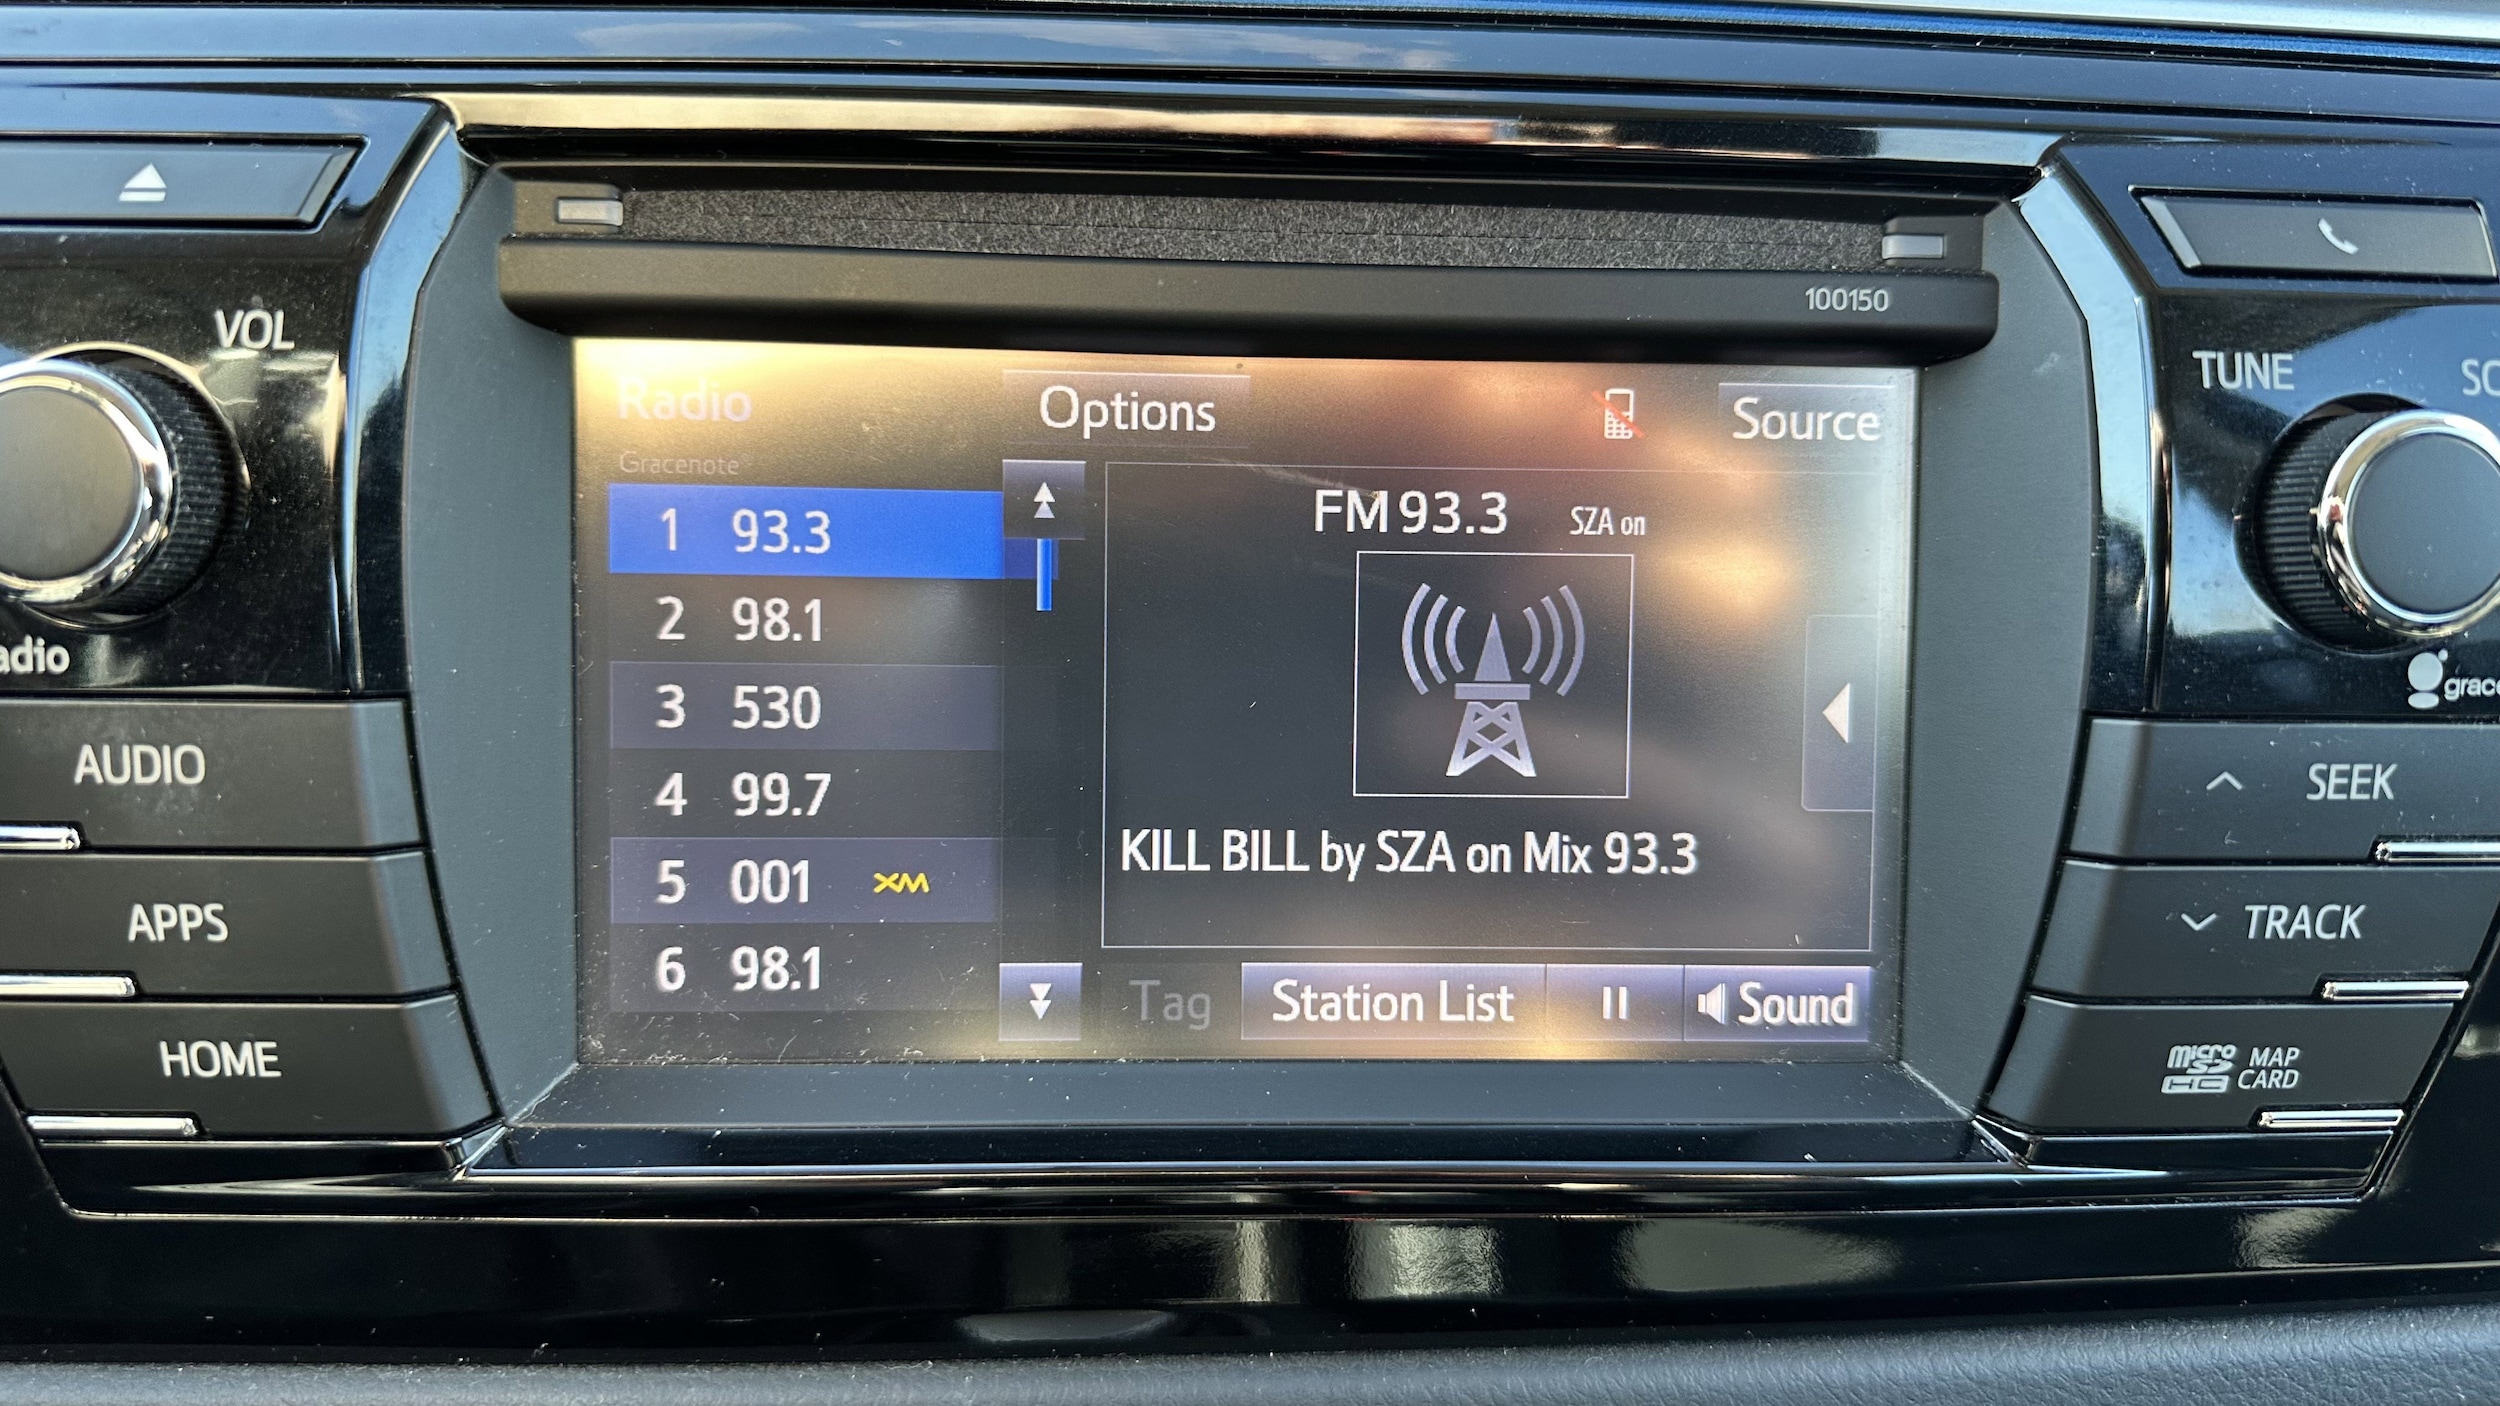 VOL
TUNE
100150
Radio
Options
Source
Gracenote
1 93.3
2 98.1
3 530
4 99.7
5 001 XM
6 98.1
FM 93.3 SZA on
KILL BILL by SZA on Mix 93.3
Tag
Station List
Sound
AUDIO
APPS
HOME
SEEK
TRACK
micro SD HC
MAP CARD